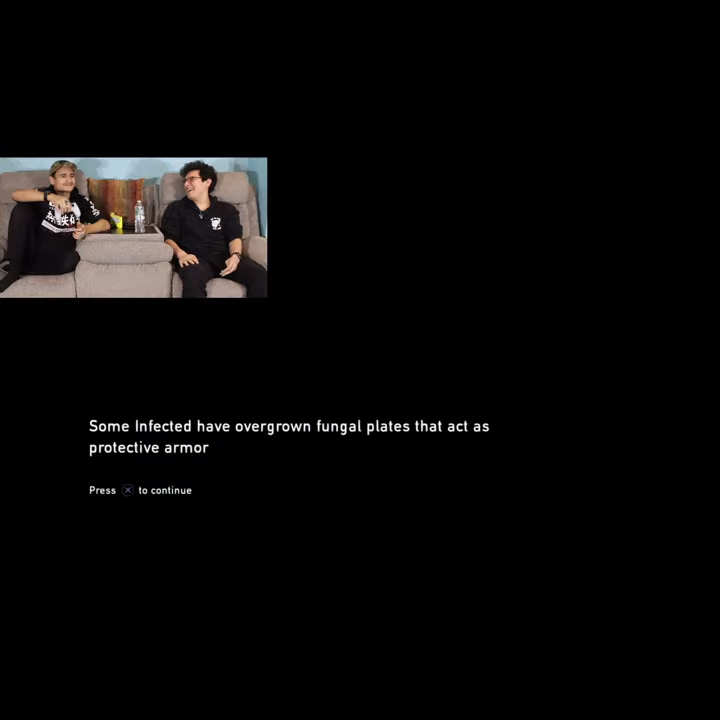 Some Infected have overgrown fungal plates that act as
protective armor
Press ⓧ to continue